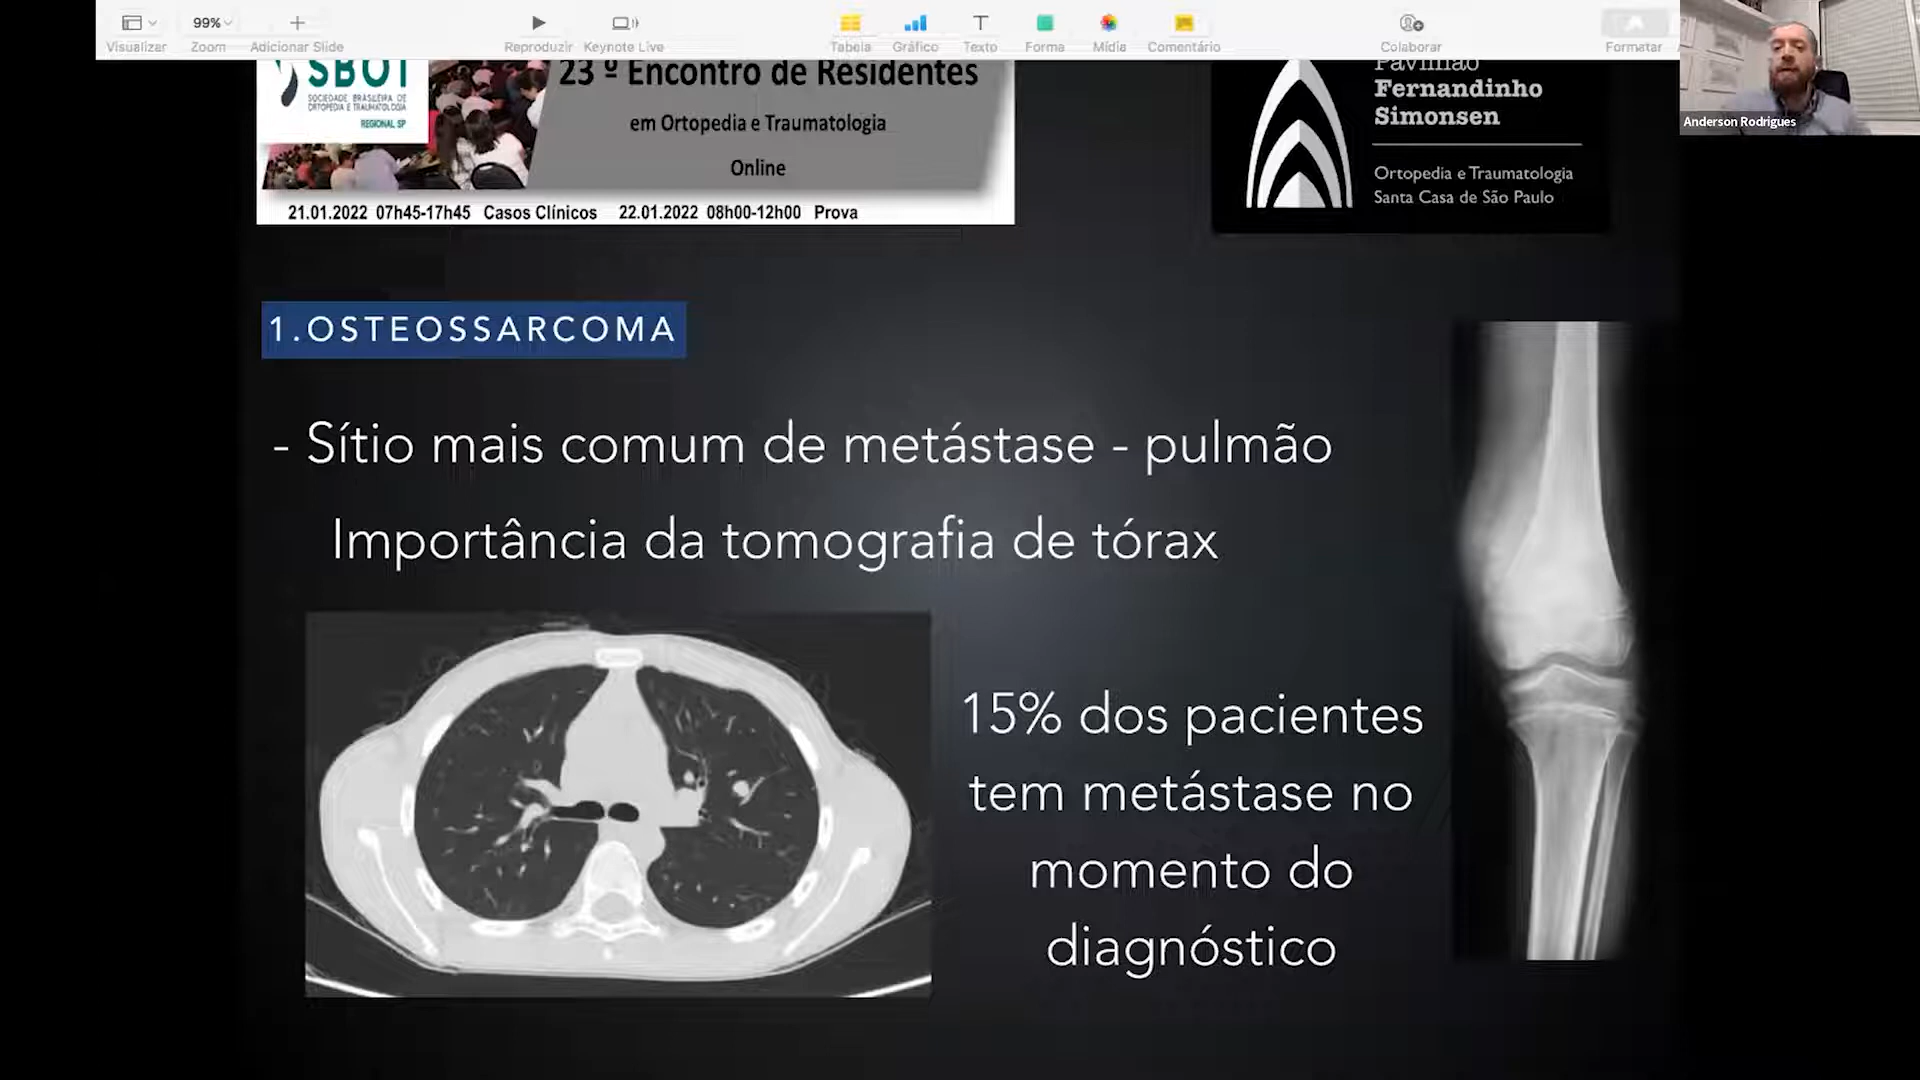 99%
Visualizar
Zoom
Adicionar Slide
Reproduzir
Keynote Live
Tabela
Gráfico
Texto
Forma
Mídia
Comentário
Colaborar
Formatar
Anderson Rodrigues
SBOT
SOCIEDADE BRASILEIRA DE
ORTOPEDIA E TRAUMATOLOGIA
REGIONAL SP
23 º Encontro de Residentes
em Ortopedia e Traumatologia
Online
21.01.2022 07h45-17h45 Casos Clínicos 22.01.2022 08h00-12h00 Prova
Pavilhão
Fernandinho
Simonsen
Ortopedia e Traumatologia
Santa Casa de São Paulo
1.OSTEOSSARCOMA
- Sítio mais comum de metástase - pulmão
Importância da tomografia de tórax
15% dos pacientes
tem metástase no
momento do
diagnóstico